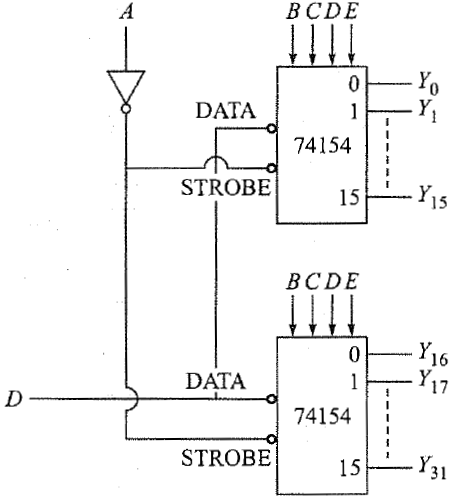 A
B C D E
0 Y0
DATA
1 Y1
74154
STROBE
15 Y15
B C D E
0 Y16
DATA
1 Y17
D
74154
STROBE
15 Y31